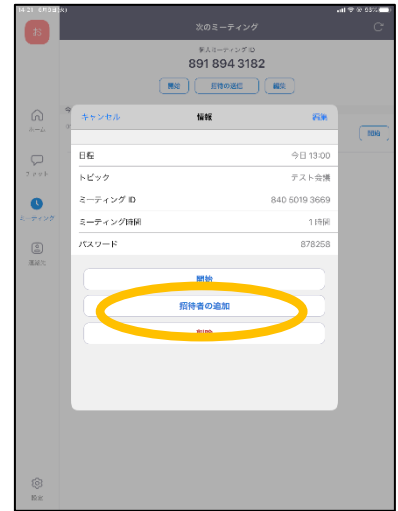 お
次のミーティング
個人ミーティング ID
891 894 3182
開始 招待の送信 編集
ホーム
チャット
ミーティング
連絡先
設定
開始
キャンセル 情報 編集
日程 今日 13:00
トピック テスト会議
ミーティング ID 840 5019 3669
ミーティング時間 1 時間
パスワード 878258
開始
招待者の追加
削除